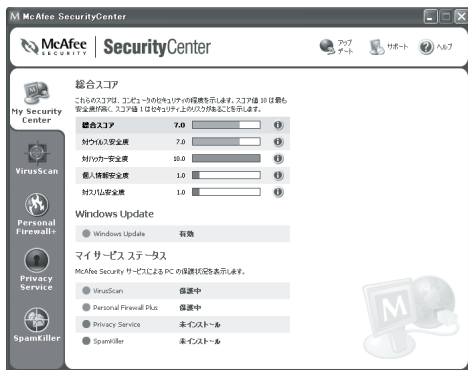 McAfee SecurityCenter
McAfee SECURITY SecurityCenter
アップデート
サポート
ヘルプ
My Security Center
VirusScan
Personal Firewall+
Privacy Service
SpamKiller
総合スコア
これらのスコアは、コンピュータのセキュリティの程度を示します。スコア値 10 は最も
安全度が高く、スコア値 1 はセキュリティ上のリスクがあることを示します。
総合スコア 7.0
対ウイルス安全度 7.0
対ハッカー安全度 10.0
個人情報安全度 1.0
対スパム安全度 1.0
Windows Update
Windows Update 有効
マイ サービス ステータス
McAfee Security サービスによる PC の保護状況を表示します。
VirusScan 保護中
Personal Firewall Plus 保護中
Privacy Service 未インストール
SpamKiller 未インストール